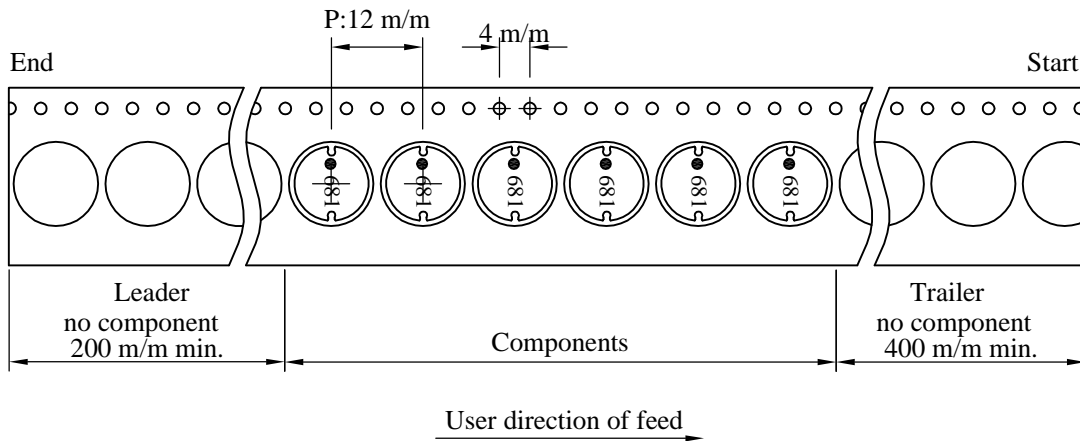 P:12 m/m
4 m/m
End
Start
681
681
681
681
681
681
Leader
no component
200 m/m min.
Components
Trailer
no component
400 m/m min.
User direction of feed